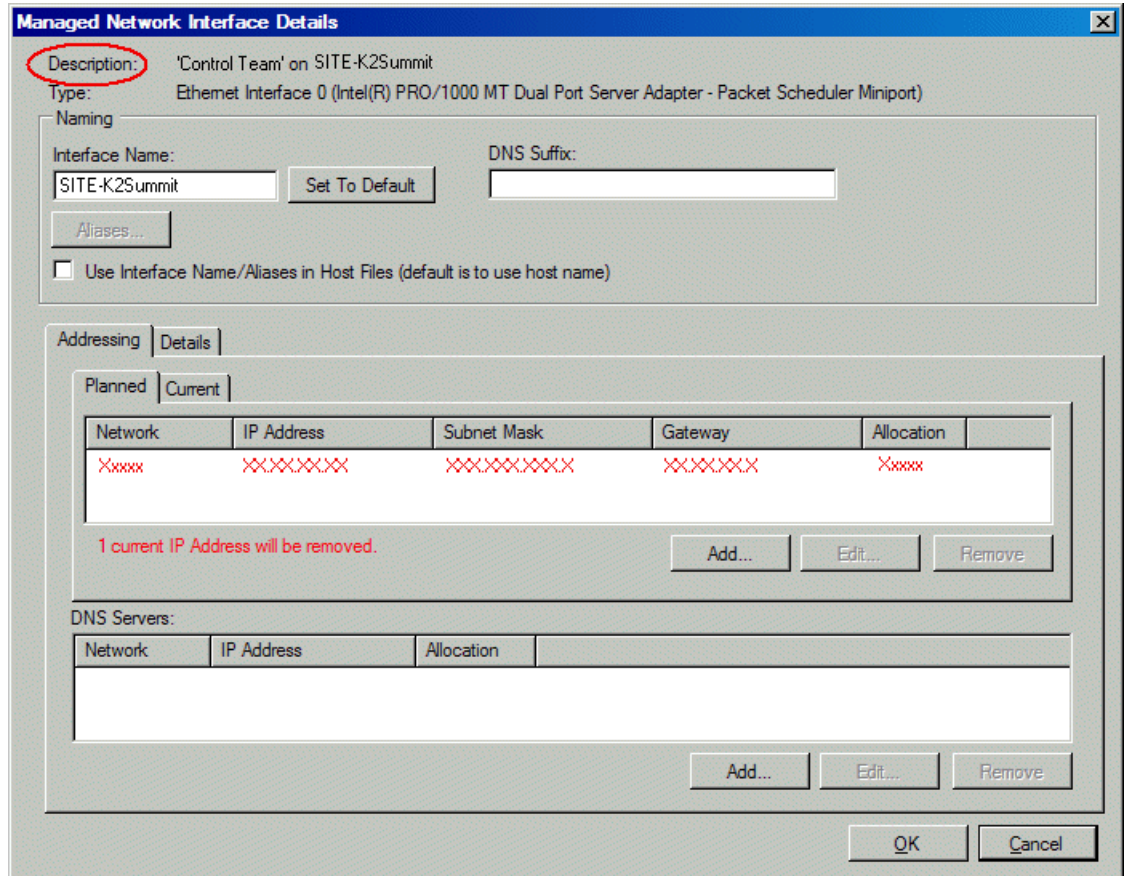 Managed Network Interface Details
Description: 'Control Team' on SITE-K2Summit
Type: Ethernet Interface 0 (Intel(R) PRO/1000 MT Dual Port Server Adapter - Packet Scheduler Miniport)
Naming
Interface Name: DNS Suffix:
SITE-K2Summit Set To Default
Aliases...
Use Interface Name/Aliases in Host Files (default is to use host name)
Addressing Details
Planned Current
Network IP Address Subnet Mask Gateway Allocation
Xxxxx XX.XX.XX.XX XXX.XXX.XXX.X XX.XX.XX.X Xxxxx
1 current IP Address will be removed.
Add... Edit... Remove
DNS Servers:
Network IP Address Allocation
Add... Edit... Remove
OK Cancel